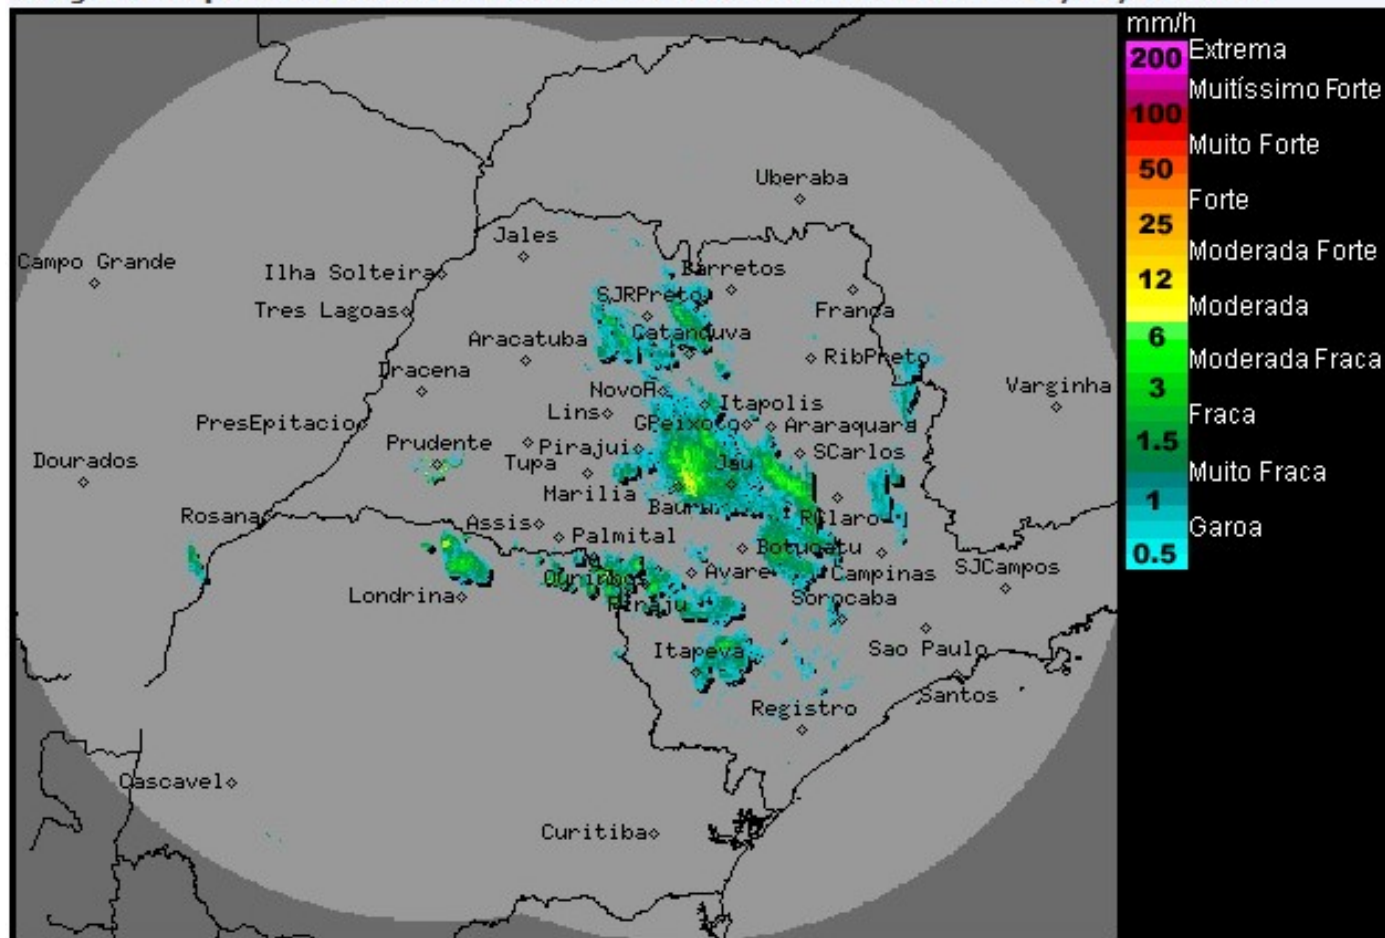 mm/h
200 Extrema
Muitíssimo Forte
100
Muito Forte
50
Forte
25
Moderada Forte
12
Moderada
6
Moderada Fraca
3
Fraca
1.5
Muito Fraca
1
Garoa
0.5
Uberaba
Jales
Campo Grande
Ilha Solteira
Barretos
SJRPreto
Tres Lagoas
Franca
Aracatuba
Catanduva
RibPreto
Dracena
NovoH
Varginha
Lins
Itapolis
PresEpitacio
GPeixoto
Araraquara
Prudente
Pirajui
SCarlos
Dourados
Tupa
Jau
Marilia
Bauru
Rosana
Assis
RClaro
Palmital
Botucatu
Ourinhos
Avare
Campinas
SJCampos
Londrina
Piraju
Sorocaba
Itapeva
Sao Paulo
Santos
Registro
Cascavel
Curitiba